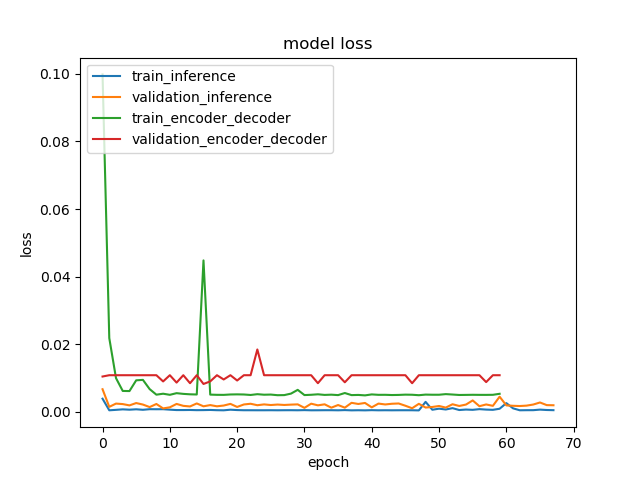 model loss
train_inference
validation_inference
train_encoder_decoder
validation_encoder_decoder
0.10
0.08
0.06
0.04
0.02
0.00
loss
0 10 20 30 40 50 60 70
epoch